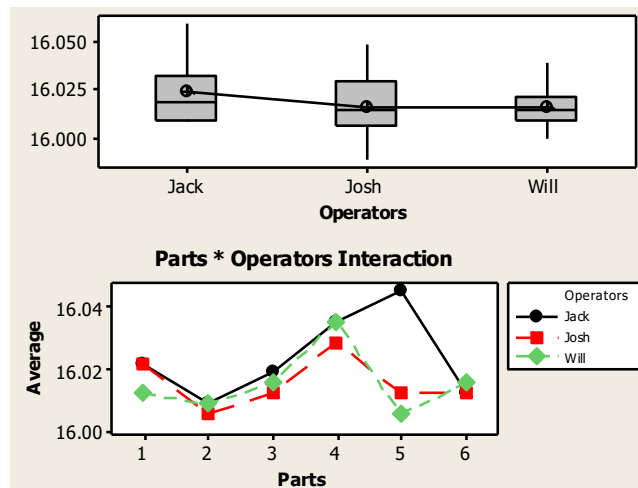 16.050
16.025
16.000
Jack Josh Will
Operators
Parts * Operators Interaction
16.04
16.02
16.00
Average
1 2 3 4 5 6
Parts
Operators
Jack
Josh
Will